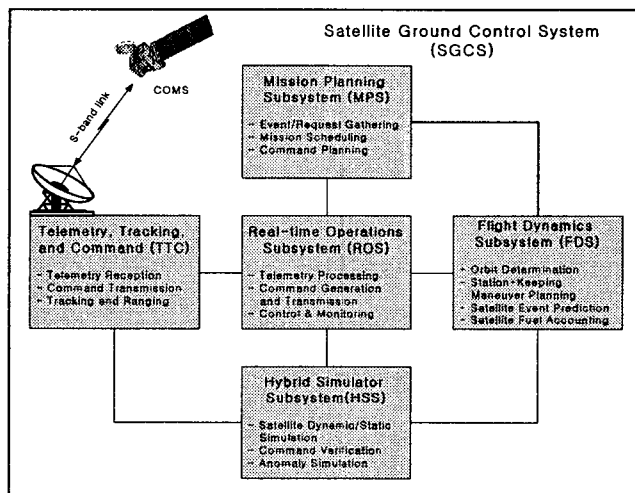 Satellite Ground Control System
(SGCS)
COMS
S-band link
Mission Planning
Subsystem (MPS)
- Event/Request Gathering
- Mission Scheduling
- Command Planning
Telemetry, Tracking,
and Command (TTC)
- Telemetry Reception
- Command Transmission
- Tracking and Ranging
Real-time Operations
Subsystem (ROS)
- Telemetry Processing
- Command Generation
and Transmission
- Control & Monitoring
Flight Dynamics
Subsystem (FDS)
- Orbit Determination
- Station-Keeping
Maneuver Planning
- Satellite Event Prediction
- Satellite Fuel Accounting
Hybrid Simulator
Subsystem(HSS)
- Satellite Dynamic/Static
Simulation
- Command Verification
- Anomaly Simulation